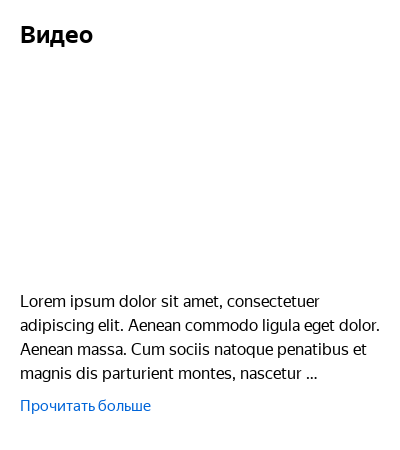 Видео
Lorem ipsum dolor sit amet, consectetuer
adipiscing elit. Aenean commodo ligula eget dolor.
Aenean massa. Cum sociis natoque penatibus et
magnis dis parturient montes, nascetur ...
Прочитать больше